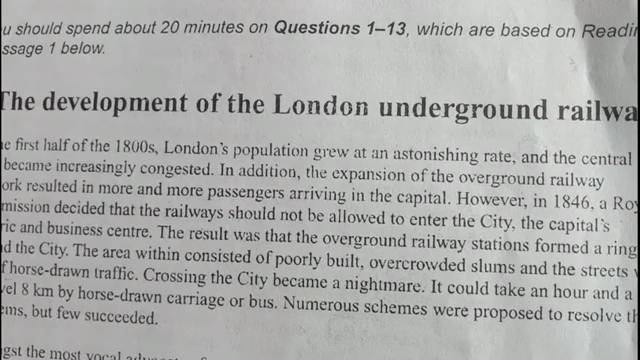 u should spend about 20 minutes on Questions 1–13, which are based on Readin
ssage 1 below.
The development of the London underground railwa
e first half of the 1800s, London's population grew at an astonishing rate, and the central
became increasingly congested. In addition, the expansion of the overground railway
ork resulted in more and more passengers arriving in the capital. However, in 1846, a Roy
mission decided that the railways should not be allowed to enter the City, the capital's
ric and business centre. The result was that the overground railway stations formed a ring
d the City. The area within consisted of poorly built, overcrowded slums and the streets
f horse-drawn traffic. Crossing the City became a nightmare. It could take an hour and a
vel 8 km by horse-drawn carriage or bus. Numerous schemes were proposed to resolve th
ems, but few succeeded.
gst the most vocal